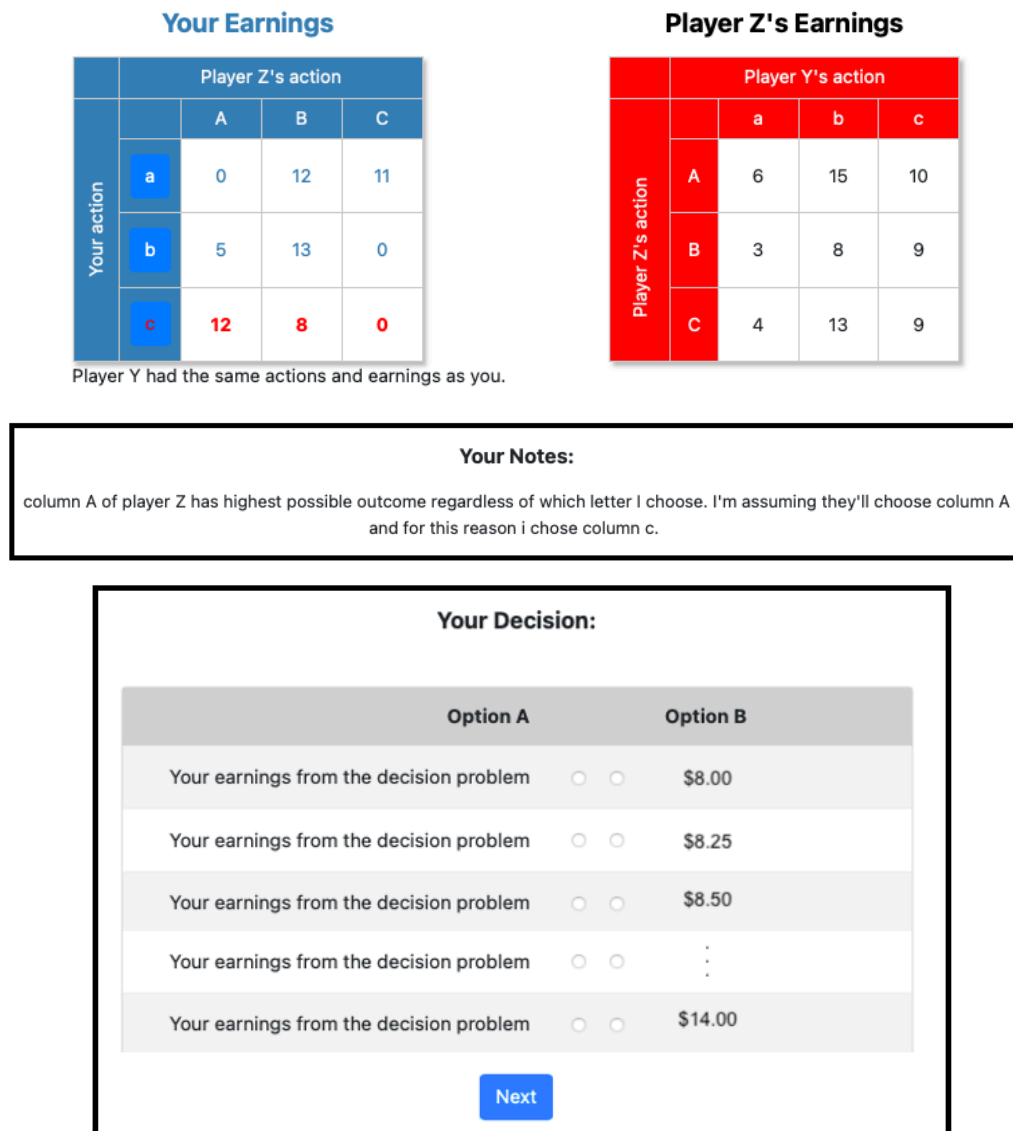 Your Earnings
Player Z's Earnings
Player Z's action
A B C
Your action
a 0 12 11
b 5 13 0
c 12 8 0
Player Y's action
a b c
Player Z's action
A 6 15 10
B 3 8 9
C 4 13 9
Player Y had the same actions and earnings as you.
Your Notes:
column A of player Z has highest possible outcome regardless of which letter I choose. I'm assuming they'll choose column A
and for this reason i chose column c.
Your Decision:
Option A Option B
Your earnings from the decision problem $8.00
Your earnings from the decision problem $8.25
Your earnings from the decision problem $8.50
Your earnings from the decision problem ⋮
Your earnings from the decision problem $14.00
Next